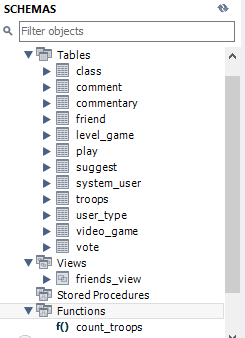 SCHEMAS
Filter objects
Tables
class
comment
commentary
friend
level_game
play
suggest
system_user
troops
user_type
video_game
vote
Views
friends_view
Stored Procedures
Functions
f() count_troops